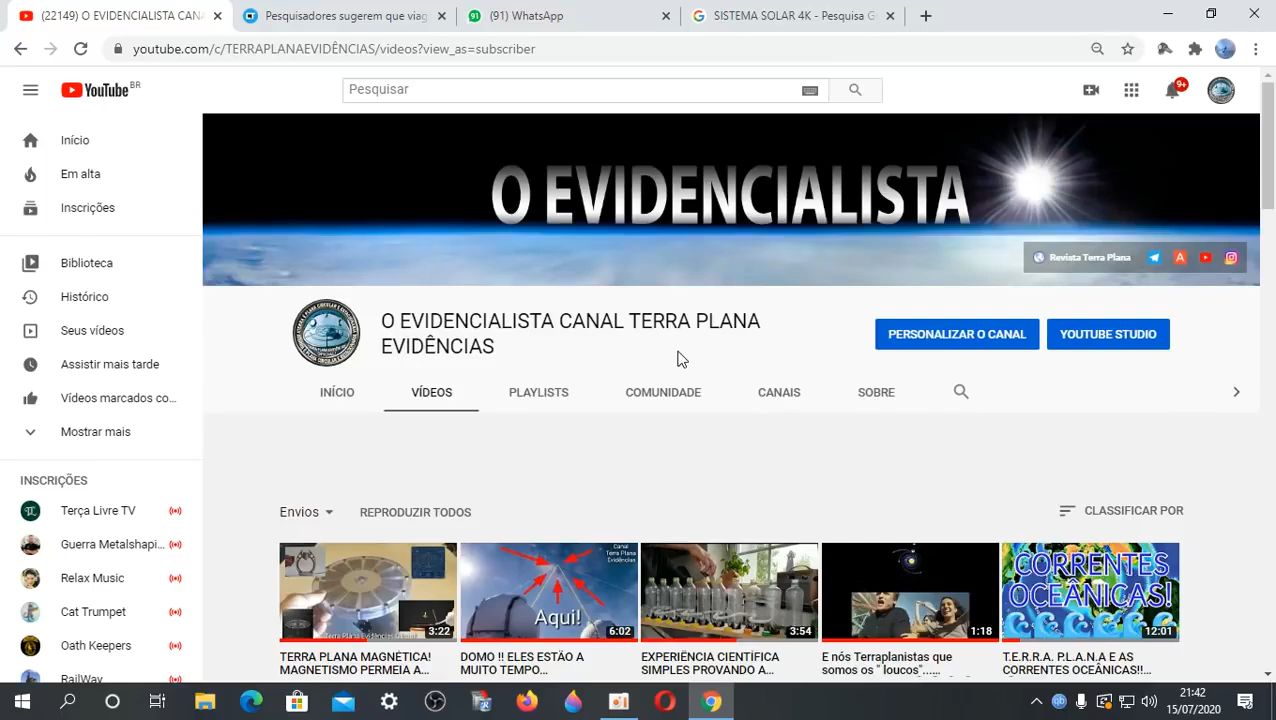 (22149) O EVIDENCIALISTA CAN
Pesquisadores sugerem que viag
(91) WhatsApp
SISTEMA SOLAR 4K - Pesquisa G
youtube.com/c/TERRAPLANAEVIDÊNCIAS/videos?view_as=subscriber
YouTube BR
Pesquisar
9+
Início
Em alta
Inscrições
Biblioteca
Histórico
Seus vídeos
Assistir mais tarde
Vídeos marcados co...
Mostrar mais
INSCRIÇÕES
Terça Livre TV
Guerra Metalshapi...
Relax Music
Cat Trumpet
Oath Keepers
RailWay
O EVIDENCIALISTA
Revista Terra Plana
O EVIDENCIALISTA CANAL TERRA PLANA
EVIDÊNCIAS
PERSONALIZAR O CANAL
YOUTUBE STUDIO
INÍCIO
VÍDEOS
PLAYLISTS
COMUNIDADE
CANAIS
SOBRE
Envios
REPRODUZIR TODOS
CLASSIFICAR POR
3:22
Canal
Terra Plana
Evidências
Aqui!
6:02
3:54
1:18
CORRENTES
OCEÂNICAS!
12:01
TERRA PLANA MAGNÉTICA!
MAGNETISMO PERMEIA A...
DOMO !! ELES ESTÃO A
MUITO TEMPO...
EXPERIÊNCIA CIENTÍFICA
SIMPLES PROVANDO A...
E nós Terraplanistas que
somos os " loucos".....
T.E.R.R.A. P.L.A.N.A E AS
CORRENTES OCEÂNICAS!!...
21:42
15/07/2020